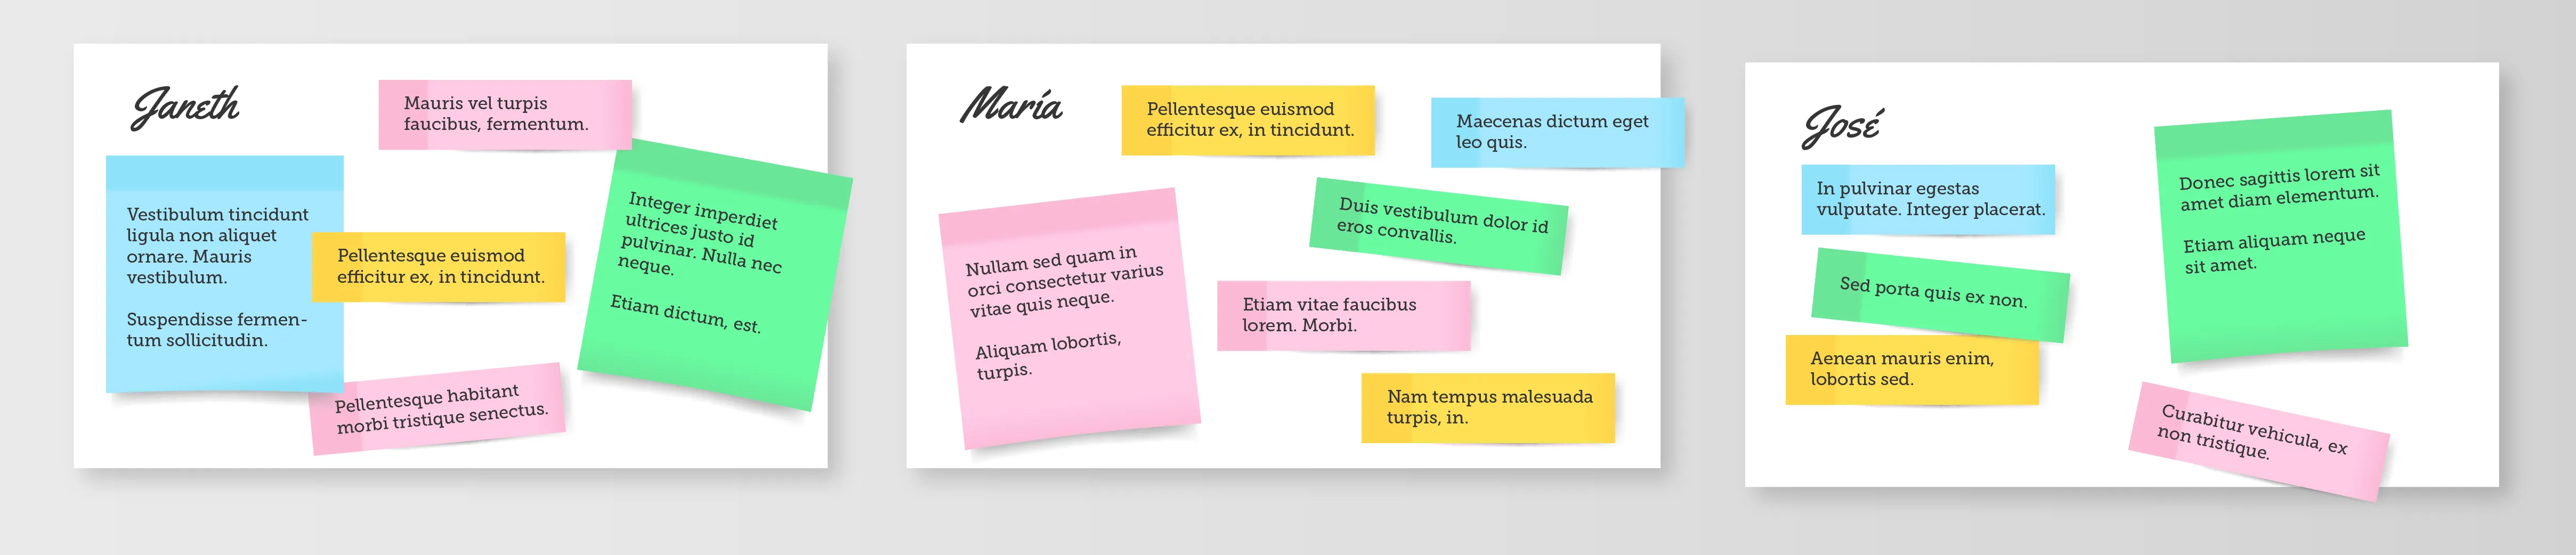 Janeth
Mauris vel turpis
faucibus, fermentum.
Vestibulum tincidunt
ligula non aliquet
ornare. Mauris
vestibulum.
Suspendisse fermen-
tum sollicitudin.
Pellentesque euismod
efficitur ex, in tincidunt.
Integer imperdiet
ultrices justo id
pulvinar. Nulla nec
neque.
Etiam dictum, est.
Pellentesque habitant
morbi tristique senectus.
María
Pellentesque euismod
efficitur ex, in tincidunt.
Maecenas dictum eget
leo quis.
Duis vestibulum dolor id
eros convallis.
Nullam sed quam in
orci consectetur varius
vitae quis neque.
Aliquam lobortis,
turpis.
Etiam vitae faucibus
lorem. Morbi.
Nam tempus malesuada
turpis, in.
José
In pulvinar egestas
vulputate. Integer placerat.
Sed porta quis ex non.
Aenean mauris enim,
lobortis sed.
Donec sagittis lorem sit
amet diam elementum.
Etiam aliquam neque
sit amet.
Curabitur vehicula, ex
non tristique.